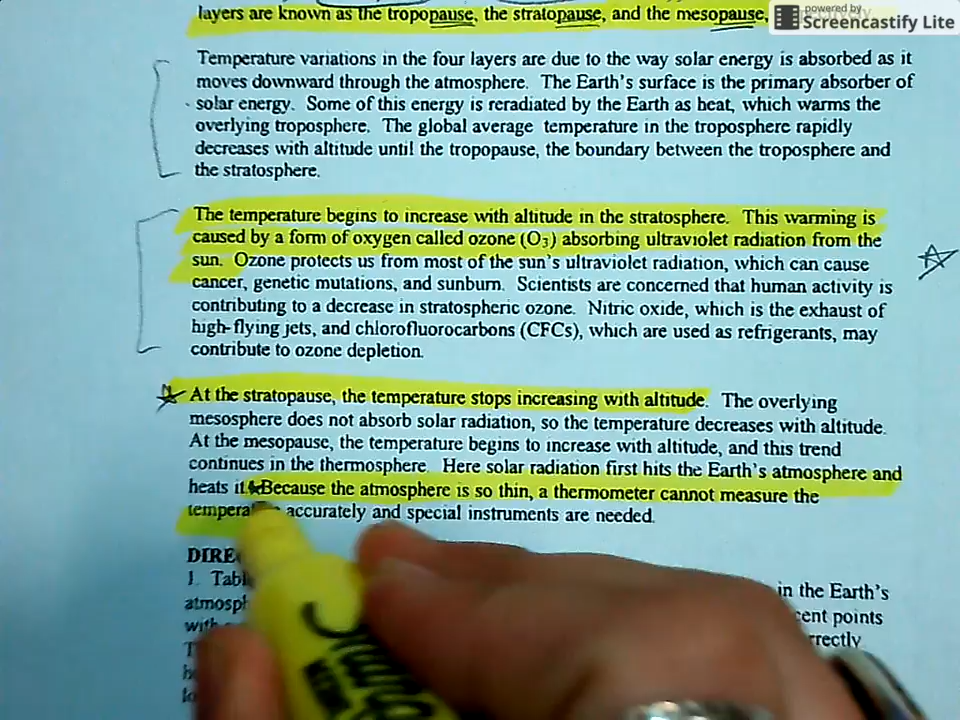 layers are known as the tropopause, the stratopause, and the mesopause,
powered by
Screencastify Lite
Temperature variations in the four layers are due to the way solar energy is absorbed as it
moves downward through the atmosphere. The Earth's surface is the primary absorber of
solar energy. Some of this energy is reradiated by the Earth as heat, which warms the
overlying troposphere. The global average temperature in the troposphere rapidly
decreases with altitude until the tropopause, the boundary between the troposphere and
the stratosphere.
The temperature begins to increase with altitude in the stratosphere. This warming is
caused by a form of oxygen called ozone (O₃) absorbing ultraviolet radiation from the
sun. Ozone protects us from most of the sun's ultraviolet radiation, which can cause
cancer, genetic mutations, and sunburn. Scientists are concerned that human activity is
contributing to a decrease in stratospheric ozone. Nitric oxide, which is the exhaust of
high-flying jets, and chlorofluorocarbons (CFCs), which are used as refrigerants, may
contribute to ozone depletion.
At the stratopause, the temperature stops increasing with altitude. The overlying
mesosphere does not absorb solar radiation, so the temperature decreases with altitude.
At the mesopause, the temperature begins to increase with altitude, and this trend
continues in the thermosphere. Here solar radiation first hits the Earth's atmosphere and
heats it. Because the atmosphere is so thin, a thermometer cannot measure the
accurately and special instruments are needed.
1. in the Earth's
points